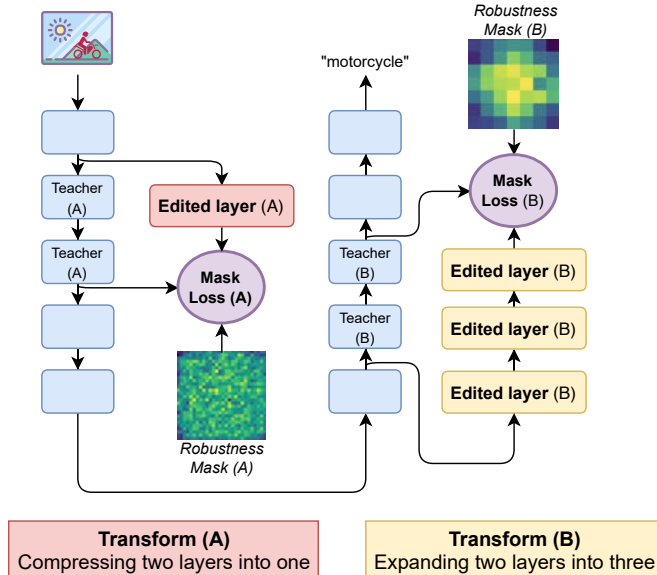 Robustness
Mask (B)
"motorcycle"
Teacher
(A)
Edited layer (A)
Mask
Loss (B)
Teacher
(A)
Mask
Loss (A)
Teacher
(B)
Edited layer (B)
Teacher
(B)
Edited layer (B)
Edited layer (B)
Robustness
Mask (A)
Transform (A)
Compressing two layers into one
Transform (B)
Expanding two layers into three